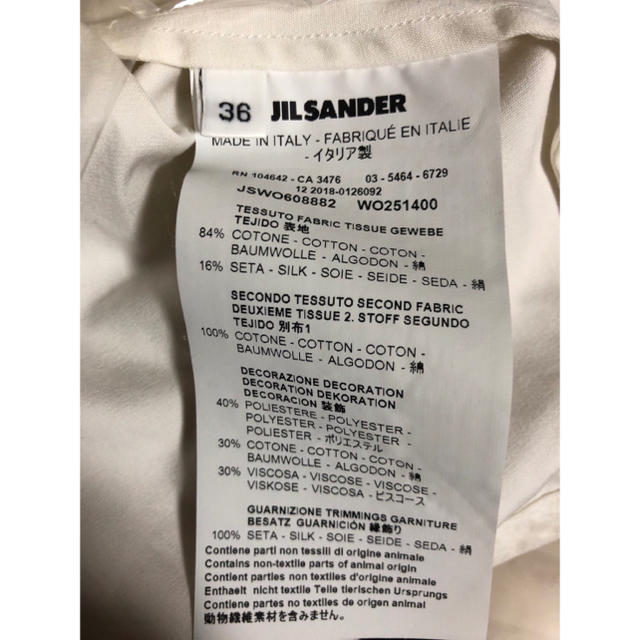 36 JIL SANDER
MADE IN ITALY - FABRIQUÉ EN ITALIE
- イタリア製
RN 104642 - CA 3476 03 - 5464 - 6729
12 2018-0126092
JSWO608882 WO251400
TESSUTO FABRIC TISSUE GEWEBE
TEJIDO 表地
84% COTONE - COTTON - COTON -
BAUMWOLLE - ALGODON - 綿
16% SETA - SILK - SOIE - SEIDE - SEDA - 絹
SECONDO TESSUTO SECOND FABRIC
DEUXIEME TISSUE 2. STOFF SEGUNDO
TEJIDO 別布1
100% COTONE - COTTON - COTON -
BAUMWOLLE - ALGODON - 綿
DECORAZIONE DECORATION
DECORATION DEKORATION
DECORACION 装飾
40% POLIESTERE - POLYESTER -
POLYESTER - POLYESTER -
POLIESTER - ポリエステル
30% COTONE - COTTON - COTON -
BAUMWOLLE - ALGODON - 綿
30% VISCOSA - VISCOSE - VISCOSE -
VISKOSE - VISCOSA - ビスコース
GUARNIZIONE TRIMMINGS GARNITURE
BESATZ GUARNICIÓN 縁飾り
100% SETA - SILK - SOIE - SEIDE - SEDA - 絹
Contiene parti non tessili di origine animale
Contains non-textile parts of animal origin
Contient parties non textiles d'origine animale
Enthaelt nicht textile Teile tierischen Ursprungs
Contiene partes no textiles de origen animal
動物繊維素材を含みません。